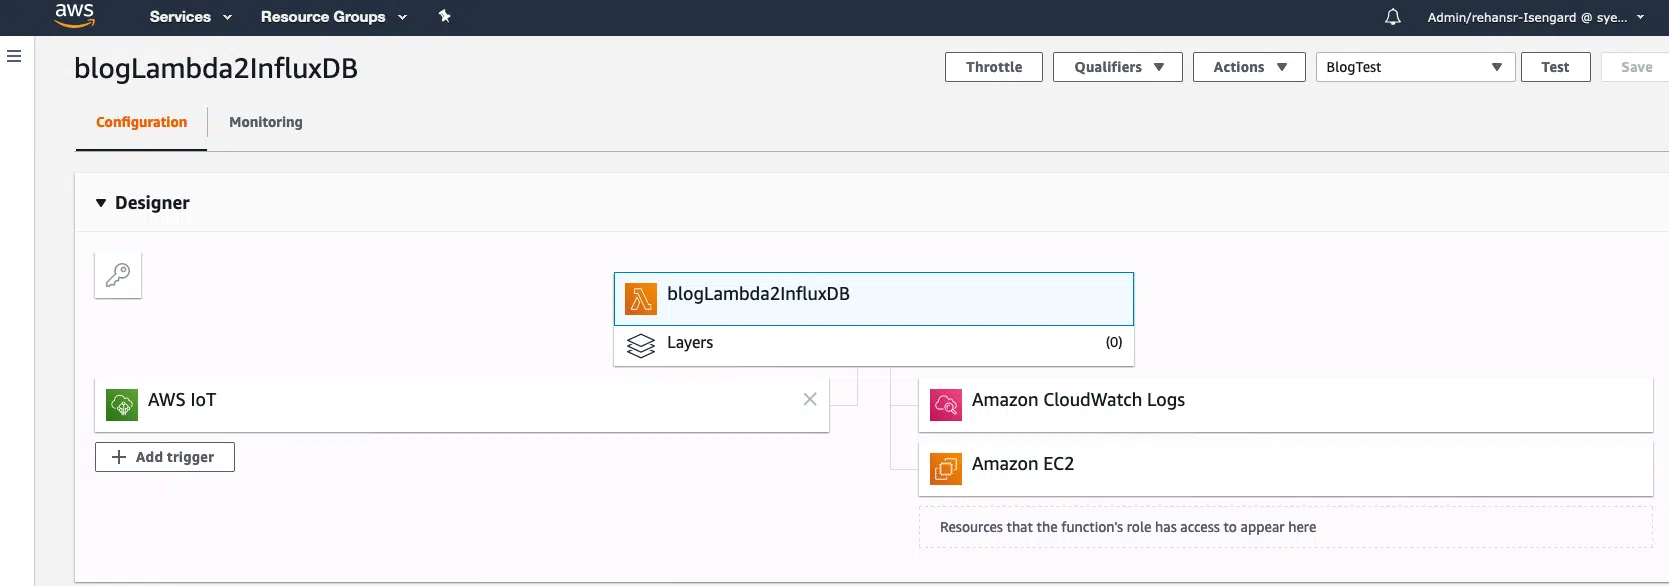 aws Services Resource Groups Admin/rehansr-Isengard @ sye...
blogLambda2InfluxDB Throttle Qualifiers Actions BlogTest Test Save
Configuration Monitoring
Designer
blogLambda2InfluxDB
Layers (0)
AWS IoT
Add trigger
Amazon CloudWatch Logs
Amazon EC2
Resources that the function's role has access to appear here